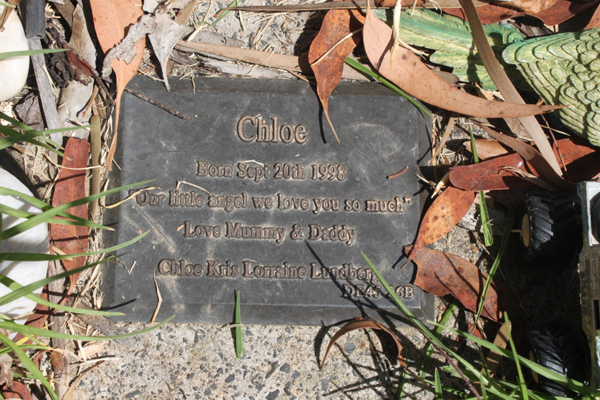 Chloe
Born Sept 20th 1998
"Our little angel we love you so much"
Love Mummy & Daddy
Chloe Kris Lorraine Lundberg